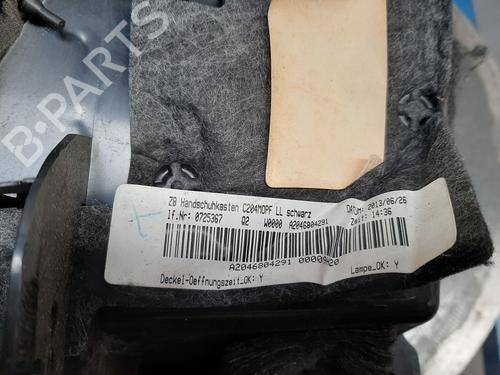 B-PARTS
ZB Handschuhkasten C204MOPF LL schwarz DATUM: 2013/06/26
lf.Nr: 0725367 Q2 W0000 A2046804291 Zeit: 14:36
A2046804291 0000920
Deckel-Oeffnungszeit_OK: Y Lampe_OK: Y